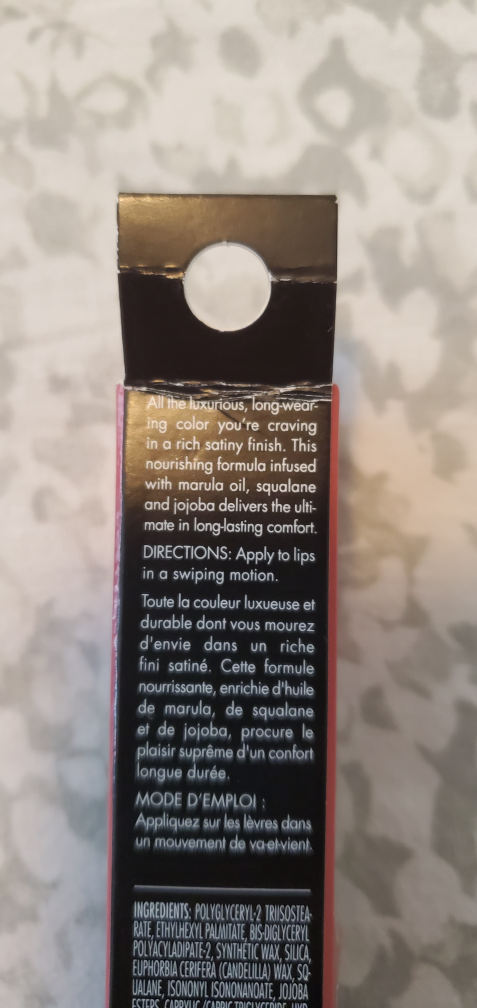 All the luxurious, long-wear-
ing color you're craving
in a rich satiny finish. This
nourishing formula infused
with marula oil, squalane
and jojoba delivers the ulti-
mate in long-lasting comfort.
DIRECTIONS: Apply to lips
in a swiping motion.
Toute la couleur luxueuse et
durable dont vous mourez
d'envie dans un riche
fini satiné. Cette formule
nourrissante, enrichie d'huile
de marula, de squalane
et de jojoba, procure le
plaisir suprême d'un confort
longue durée.
MODE D'EMPLOI :
Appliquez sur les lèvres dans
un mouvement de va-et-vient.
INGREDIENTS: POLYGLYCERYL-2 TRIISOSTEA-
RATE, ETHYLHEXYL PALMITATE, BIS-DIGLYCERYL
POLYACYLADIPATE-2, SYNTHETIC WAX, SILICA,
EUPHORBIA CERIFERA (CANDELILLA) WAX, SQ-
UALANE, ISONONYL ISONONANOATE, JOJOBA
ESTERS, CAPRYLIC/CAPRIC TRIGLYCERIDE, HYD